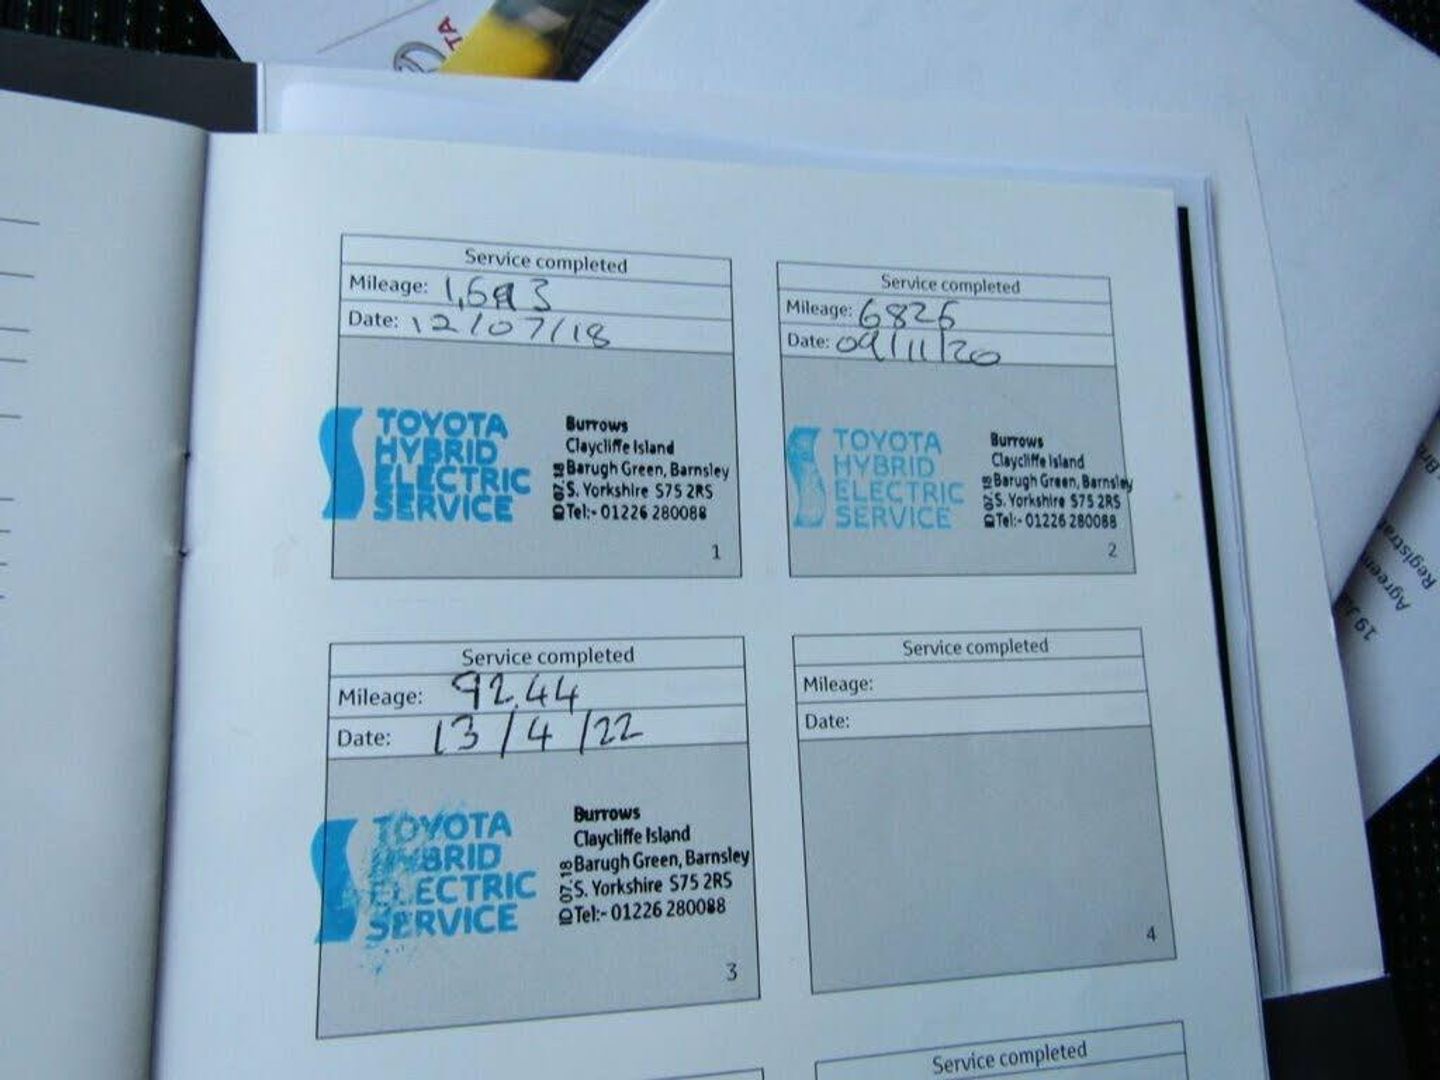 TA
Service completed
Mileage: 1,693
Date: 12/07/18
TOYOTA
HYBRID
ELECTRIC
SERVICE
Burrows
Claycliffe Island
Barugh Green, Barnsley
S. Yorkshire S75 2RS
Tel:- 01226 280088
ID 07.18
1
Service completed
Mileage: 6826
Date: 09/11/20
TOYOTA
HYBRID
ELECTRIC
SERVICE
Burrows
Claycliffe Island
Barugh Green, Barnsley
S. Yorkshire S75 2RS
Tel:- 01226 280088
ID 07.18
2
Service completed
Mileage: 92.44
Date: 13/4/22
TOYOTA
HYBRID
ELECTRIC
SERVICE
Burrows
Claycliffe Island
Barugh Green, Barnsley
S. Yorkshire S75 2RS
Tel:- 01226 280088
ID 07.18
3
Service completed
Mileage:
Date:
4
Service completed